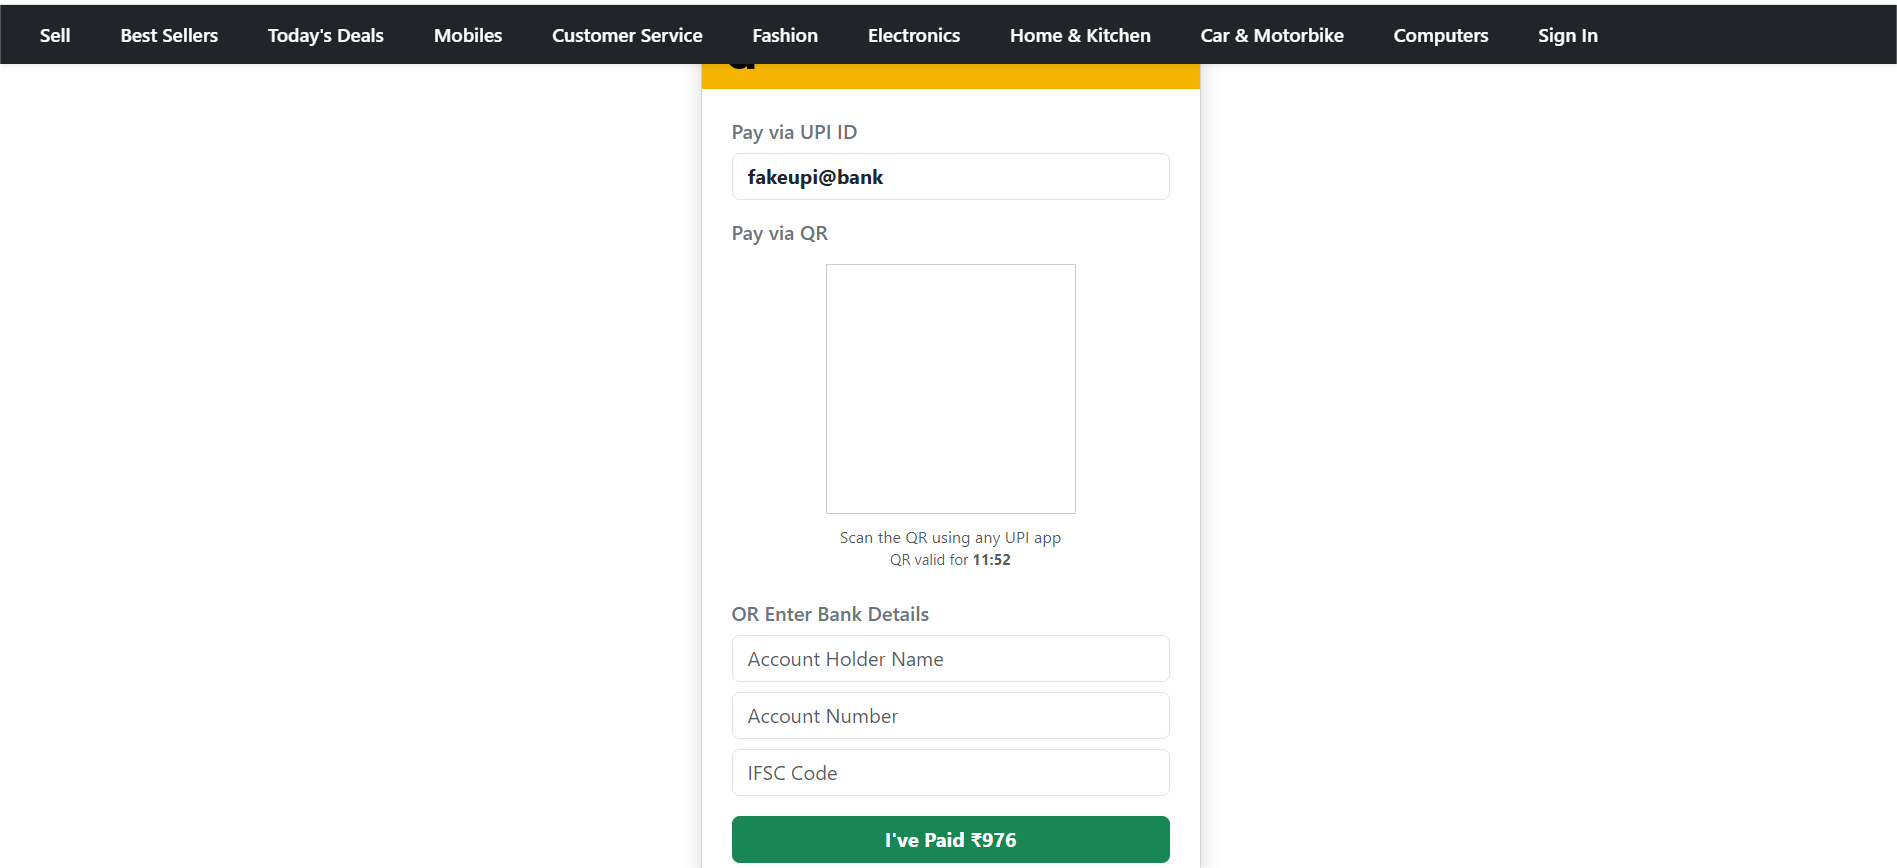 Sell Best Sellers Today's Deals Mobiles Customer Service Fashion Electronics Home & Kitchen Car & Motorbike Computers Sign In
Pay via UPI ID
fakeupi@bank
Pay via QR
Scan the QR using any UPI app
QR valid for 11:52
OR Enter Bank Details
Account Holder Name
Account Number
IFSC Code
I've Paid ₹976